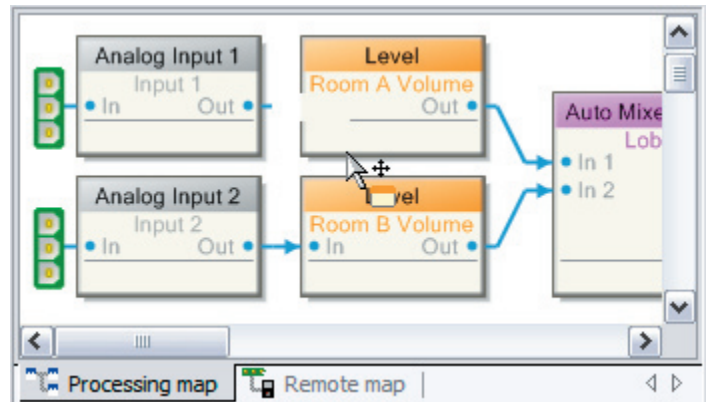 Analog Input 1
Input 1
In Out
Level
Room A Volume
Out
Auto Mixe
Lob
In 1
In 2
Analog Input 2
Input 2
In Out
Room B Volume
In Out
Processing map
Remote map